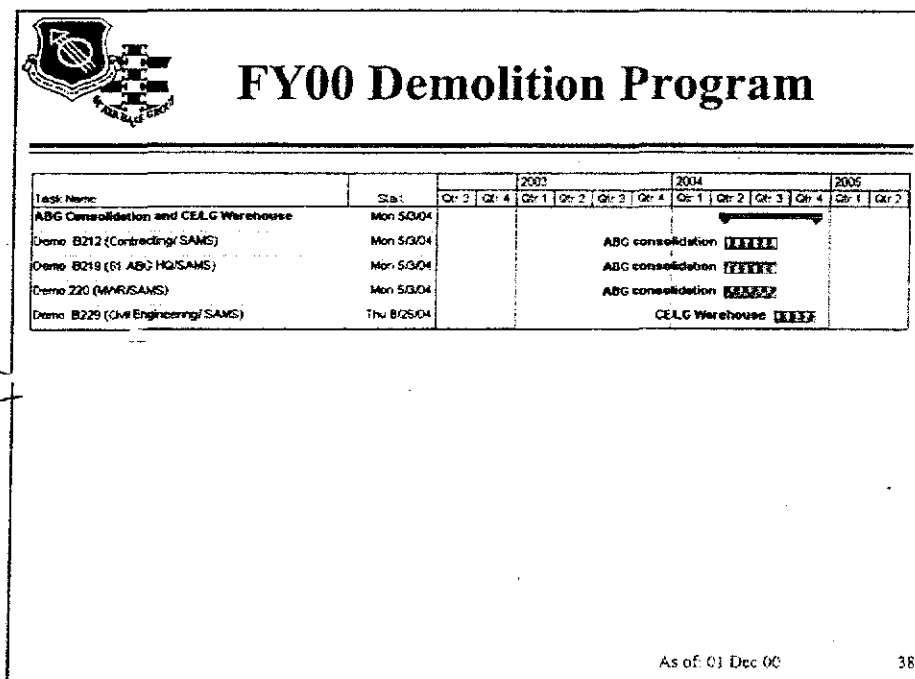 AIR BASE GROUP
FY00 Demolition Program
2003 2004 2005
Task Name Start Qtr 3 Qtr 4 Qtr 1 Qtr 2 Qtr 3 Qtr 4 Qtr 1 Qtr 2 Qtr 3 Qtr 4 Qtr 1 Qtr 2
ABG Consolidation and CE/LG Warehouse Mon 5/3/04
Demo B212 (Contracting/SAMS) Mon 5/3/04 ABG consolidation
Demo B219 (61 ABG HQ/SAMS) Mon 5/3/04 ABG consolidation
Demo 220 (MWR/SAMS) Mon 5/3/04 ABG consolidation
Demo B229 (Civil Engineering/SAMS) Thu 8/26/04 CE/LG Warehouse
As of: 01 Dec 00 38